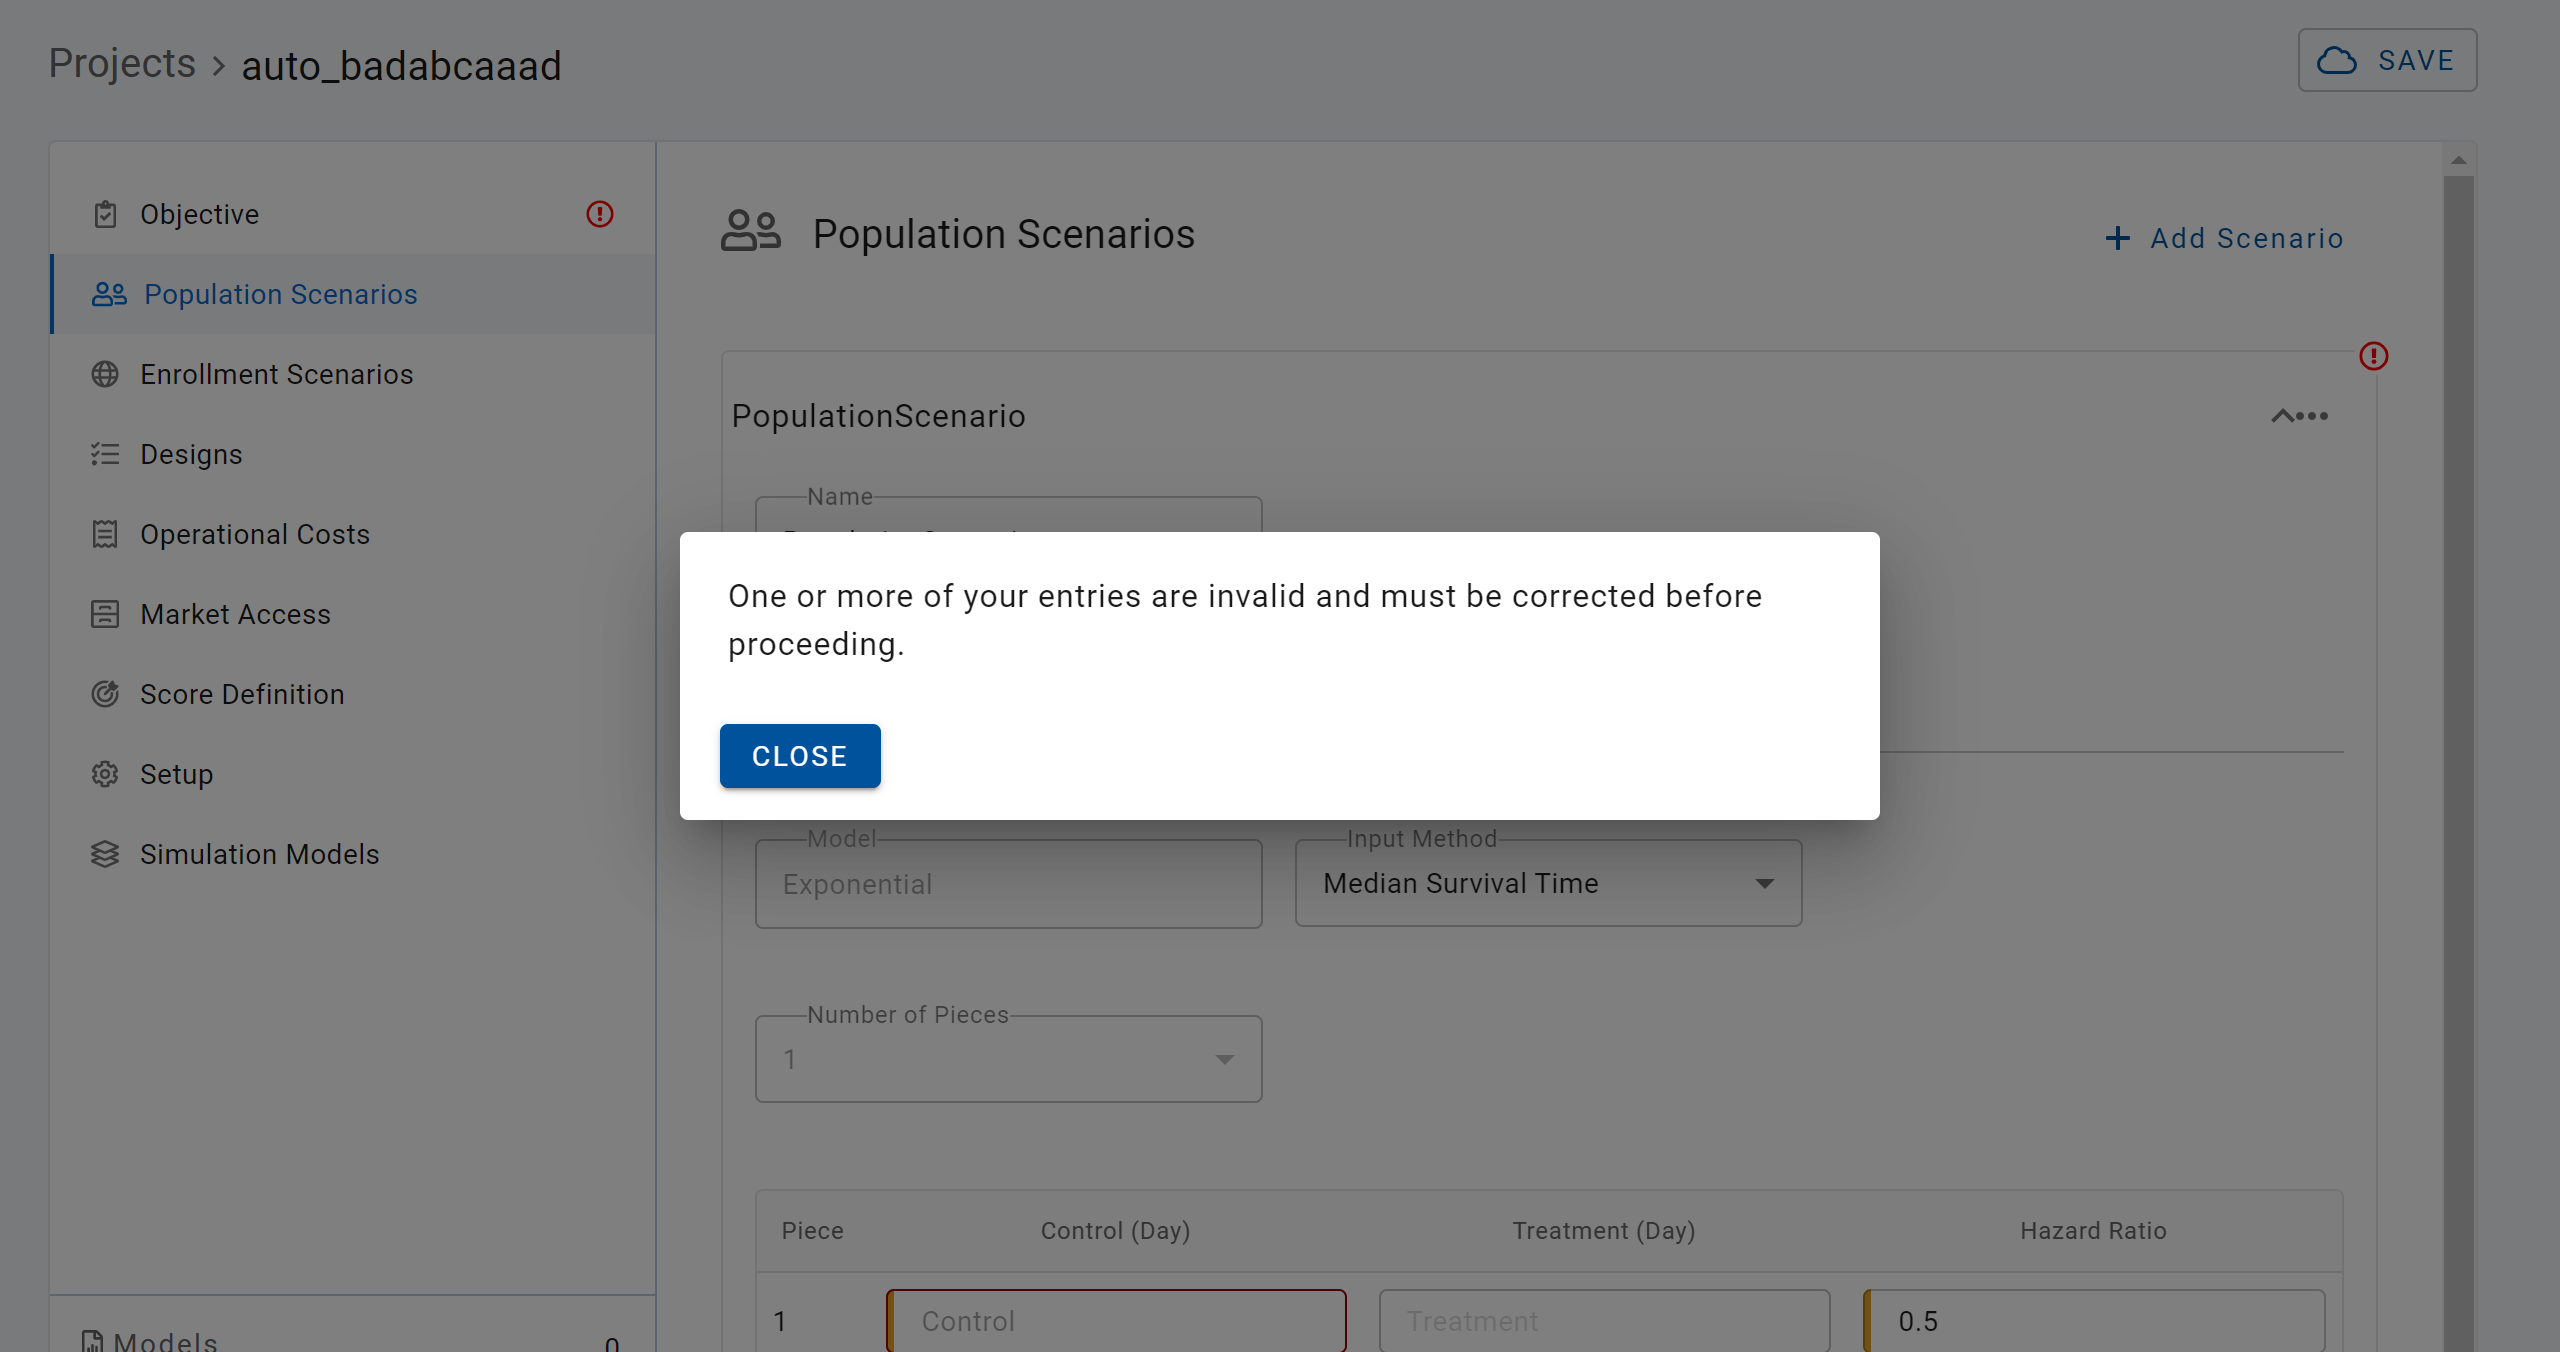 Projects > auto_badabcaaad
SAVE
Objective
Population Scenarios
Enrollment Scenarios
Designs
Operational Costs
Market Access
Score Definition
Setup
Simulation Models
Models 0
Population Scenarios
+ Add Scenario
PopulationScenario
Name
One or more of your entries are invalid and must be corrected before
proceeding.
CLOSE
Model
Exponential
Input Method
Median Survival Time
Number of Pieces
1
Piece Control (Day) Treatment (Day) Hazard Ratio
1 Control Treatment 0.5